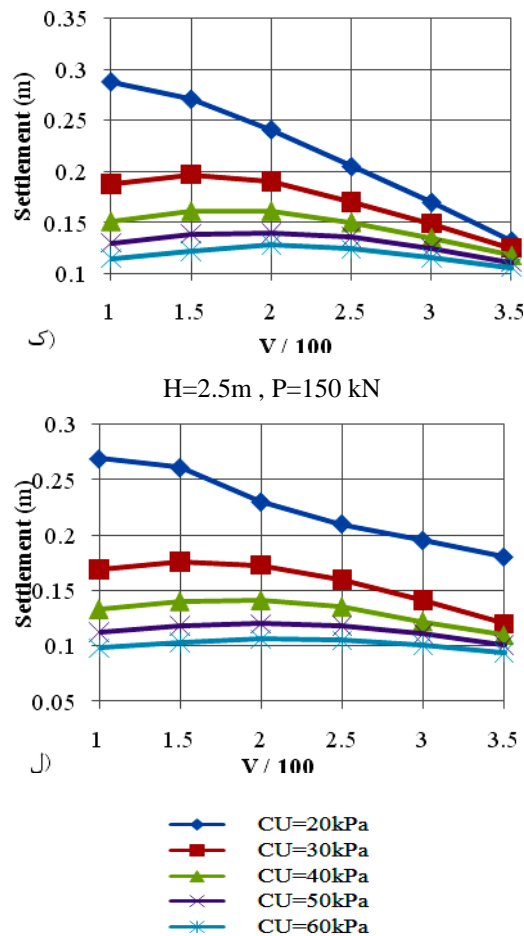 0.35
0.3
0.25
0.2
0.15
0.1
Settlement (m)
1 1.5 2 2.5 3 3.5
V / 100
ک)
H=2.5m , P=150 kN
0.3
0.25
0.2
0.15
0.1
0.05
Settlement (m)
1 1.5 2 2.5 3 3.5
V / 100
ل)
CU=20kPa
CU=30kPa
CU=40kPa
CU=50kPa
CU=60kPa